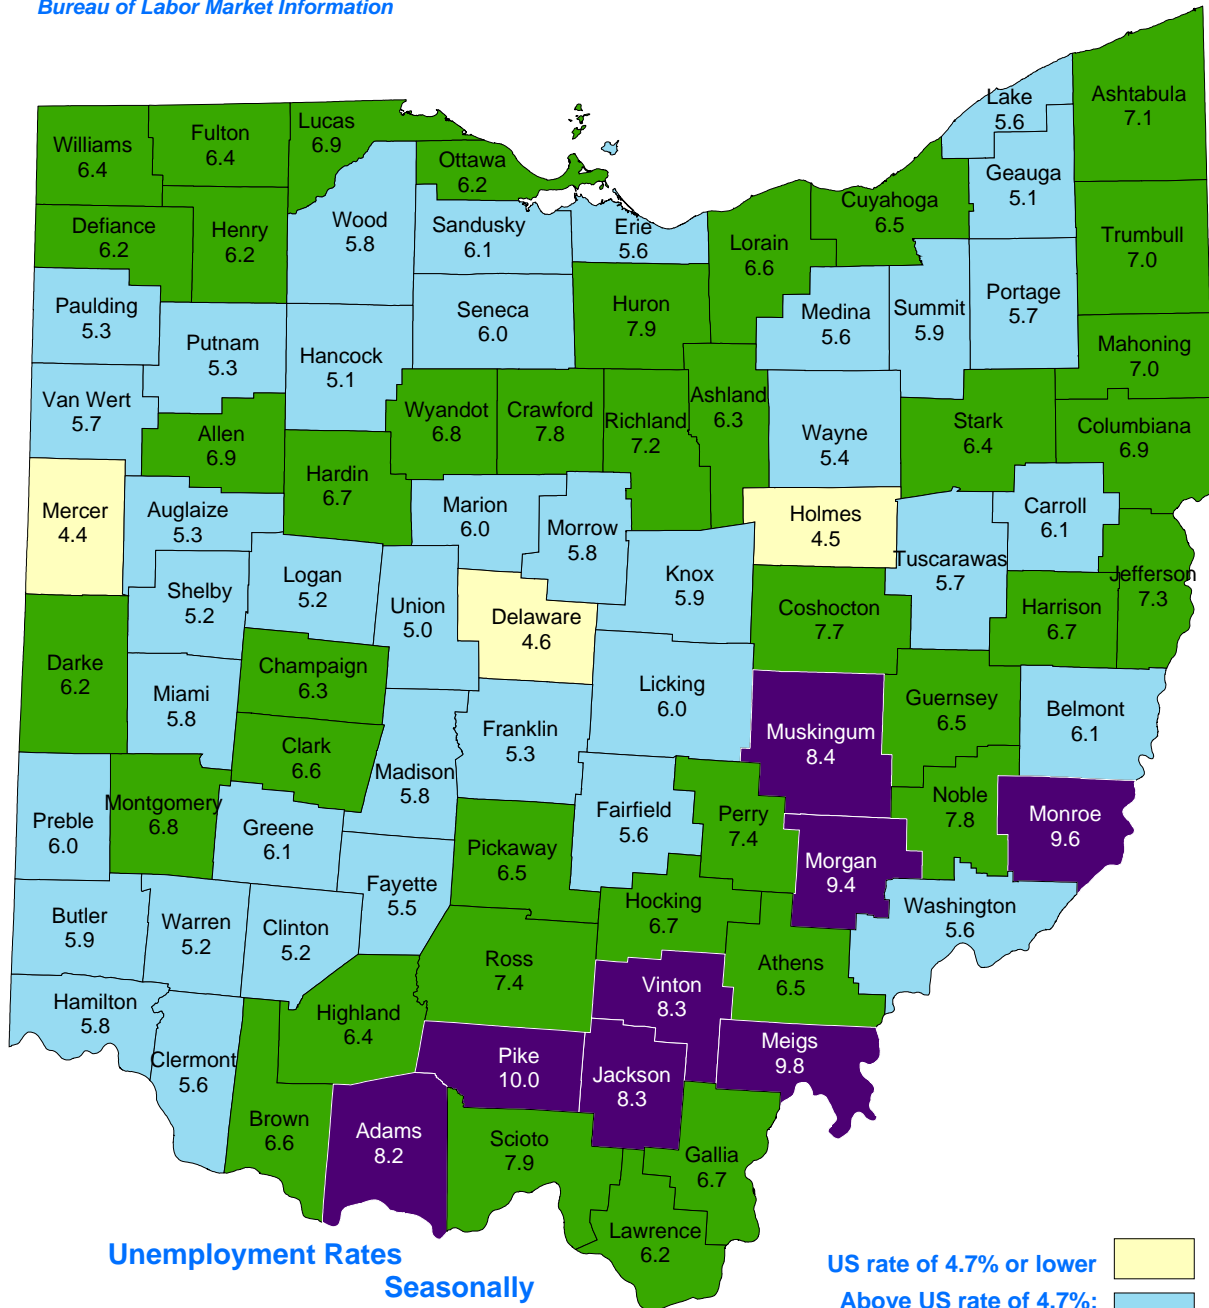 Bureau of Labor Market Information
Lake
5.6
Ashtabula
7.1
Williams
6.4
Fulton
6.4
Lucas
6.9
Ottawa
6.2
Geauga
5.1
Cuyahoga
6.5
Defiance
6.2
Henry
6.2
Wood
5.8
Sandusky
6.1
Erie
5.6
Lorain
6.6
Trumbull
7.0
Paulding
5.3
Putnam
5.3
Hancock
5.1
Seneca
6.0
Huron
7.9
Medina
5.6
Summit
5.9
Portage
5.7
Mahoning
7.0
Van Wert
5.7
Allen
6.9
Wyandot
6.8
Crawford
7.8
Richland
7.2
Ashland
6.3
Wayne
5.4
Stark
6.4
Columbiana
6.9
Hardin
6.7
Mercer
4.4
Auglaize
5.3
Marion
6.0
Morrow
5.8
Holmes
4.5
Carroll
6.1
Tuscarawas
5.7
Jefferson
7.3
Shelby
5.2
Logan
5.2
Union
5.0
Delaware
4.6
Knox
5.9
Coshocton
7.7
Harrison
6.7
Darke
6.2
Miami
5.8
Champaign
6.3
Licking
6.0
Guernsey
6.5
Belmont
6.1
Clark
6.6
Franklin
5.3
Muskingum
8.4
Madison
5.8
Preble
6.0
Montgomery
6.8
Greene
6.1
Fairfield
5.6
Perry
7.4
Noble
7.8
Monroe
9.6
Pickaway
6.5
Morgan
9.4
Fayette
5.5
Hocking
6.7
Washington
5.6
Butler
5.9
Warren
5.2
Clinton
5.2
Ross
7.4
Athens
6.5
Vinton
8.3
Hamilton
5.8
Highland
6.4
Clermont
5.6
Pike
10.0
Jackson
8.3
Meigs
9.8
Brown
6.6
Adams
8.2
Scioto
7.9
Gallia
6.7
Lawrence
6.2
Unemployment Rates
Seasonally
US rate of 4.7% or lower
Above US rate of 4.7%: